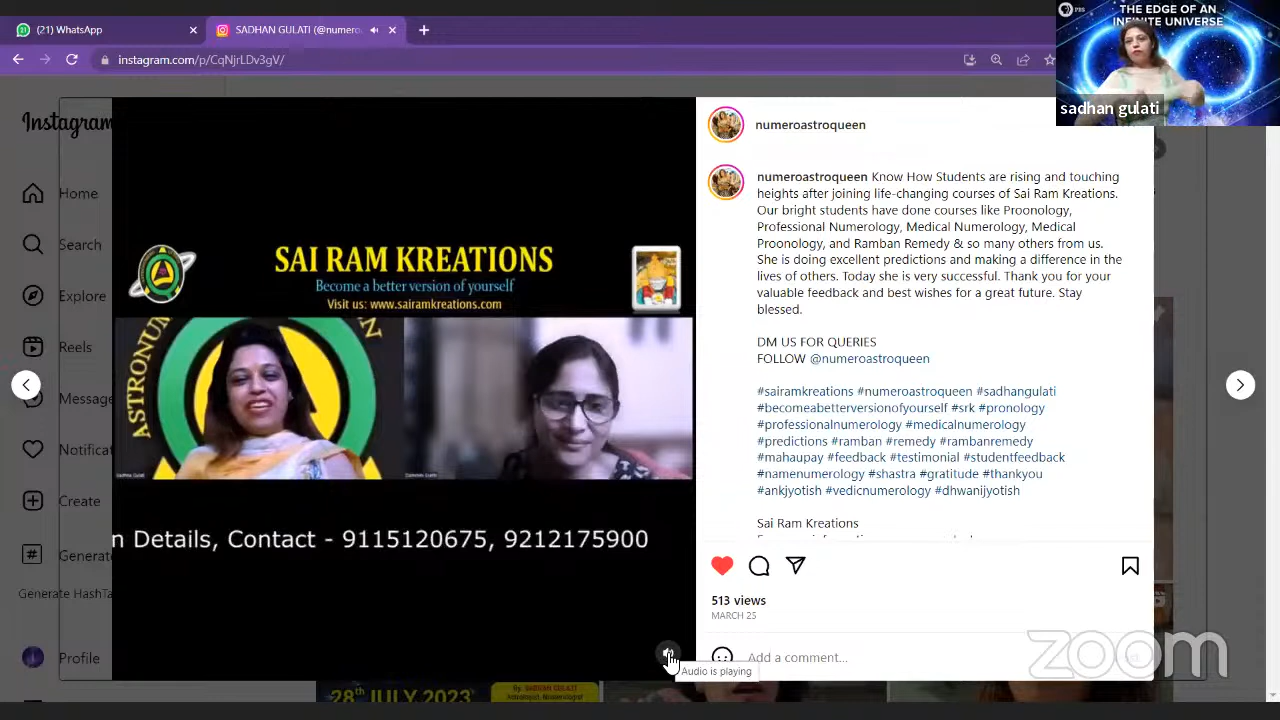 (21) WhatsApp
SADHAN GULATI (@numero
instagram.com/p/CqNjrLDv3gV/
PBS
THE EDGE OF AN
INFINITE UNIVERSE
sadhan gulati
Instagram
Home
Search
Explore
Reels
Message
Notificat
Create
Generate
Generate HashTa
Profile
SAI RAM KREATIONS
Become a better version of yourself
Visit us: www.sairamkreations.com
ASTRONUM
n Details, Contact - 9115120675, 9212175900
Audio is playing
numeroastroqueen
numeroastroqueen Know How Students are rising and touching
heights after joining life-changing courses of Sai Ram Kreations.
Our bright students have done courses like Proonology,
Professional Numerology, Medical Numerology, Medical
Proonology, and Ramban Remedy & so many others from us.
She is doing excellent predictions and making a difference in the
lives of others. Today she is very successful. Thank you for your
valuable feedback and best wishes for a great future. Stay
blessed.
DM US FOR QUERIES
FOLLOW @numeroastroqueen
#sairamkreations #numeroastroqueen #sadhangulati
#becomeabetterversionofyourself #srk #pronology
#professionalnumerology #medicalnumerology
#predictions #ramban #remedy #rambanremedy
#mahaupay #feedback #testimonial #studentfeedback
#namenumerology #shastra #gratitude #thankyou
#ankjyotish #vedicnumerology #dhwanijyotish
Sai Ram Kreations
513 views
MARCH 25
Add a comment...
zoom
28th JULY 2023
By: SADHAN GULATI